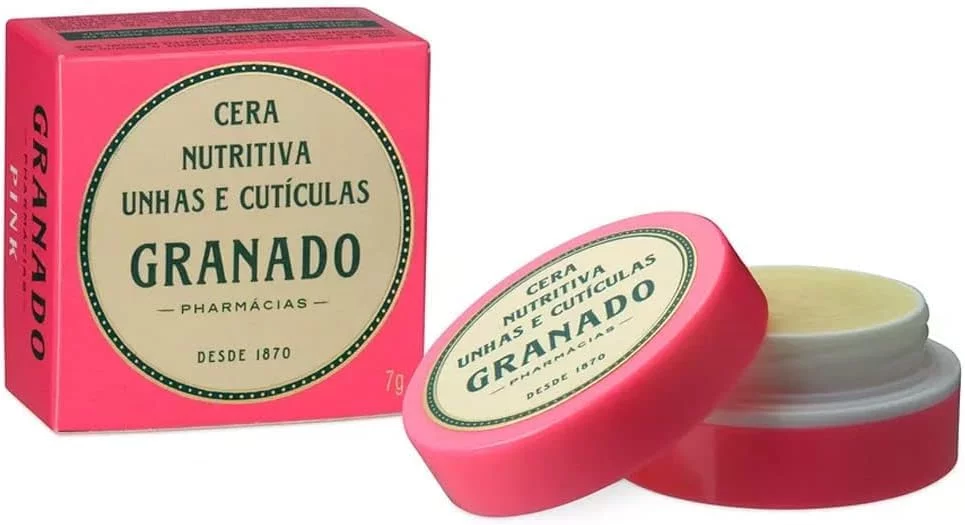 CERA
NUTRITIVA
UNHAS E CUTÍCULAS
GRANADO
— PHARMÁCIAS —
DESDE 1870
7g
GRANADO
— PHARMÁCIAS —
PINK
CERA
NUTRITIVA
UNHAS E CUTÍCULAS
GRANADO
— PHARMÁCIAS —
DESDE 1870